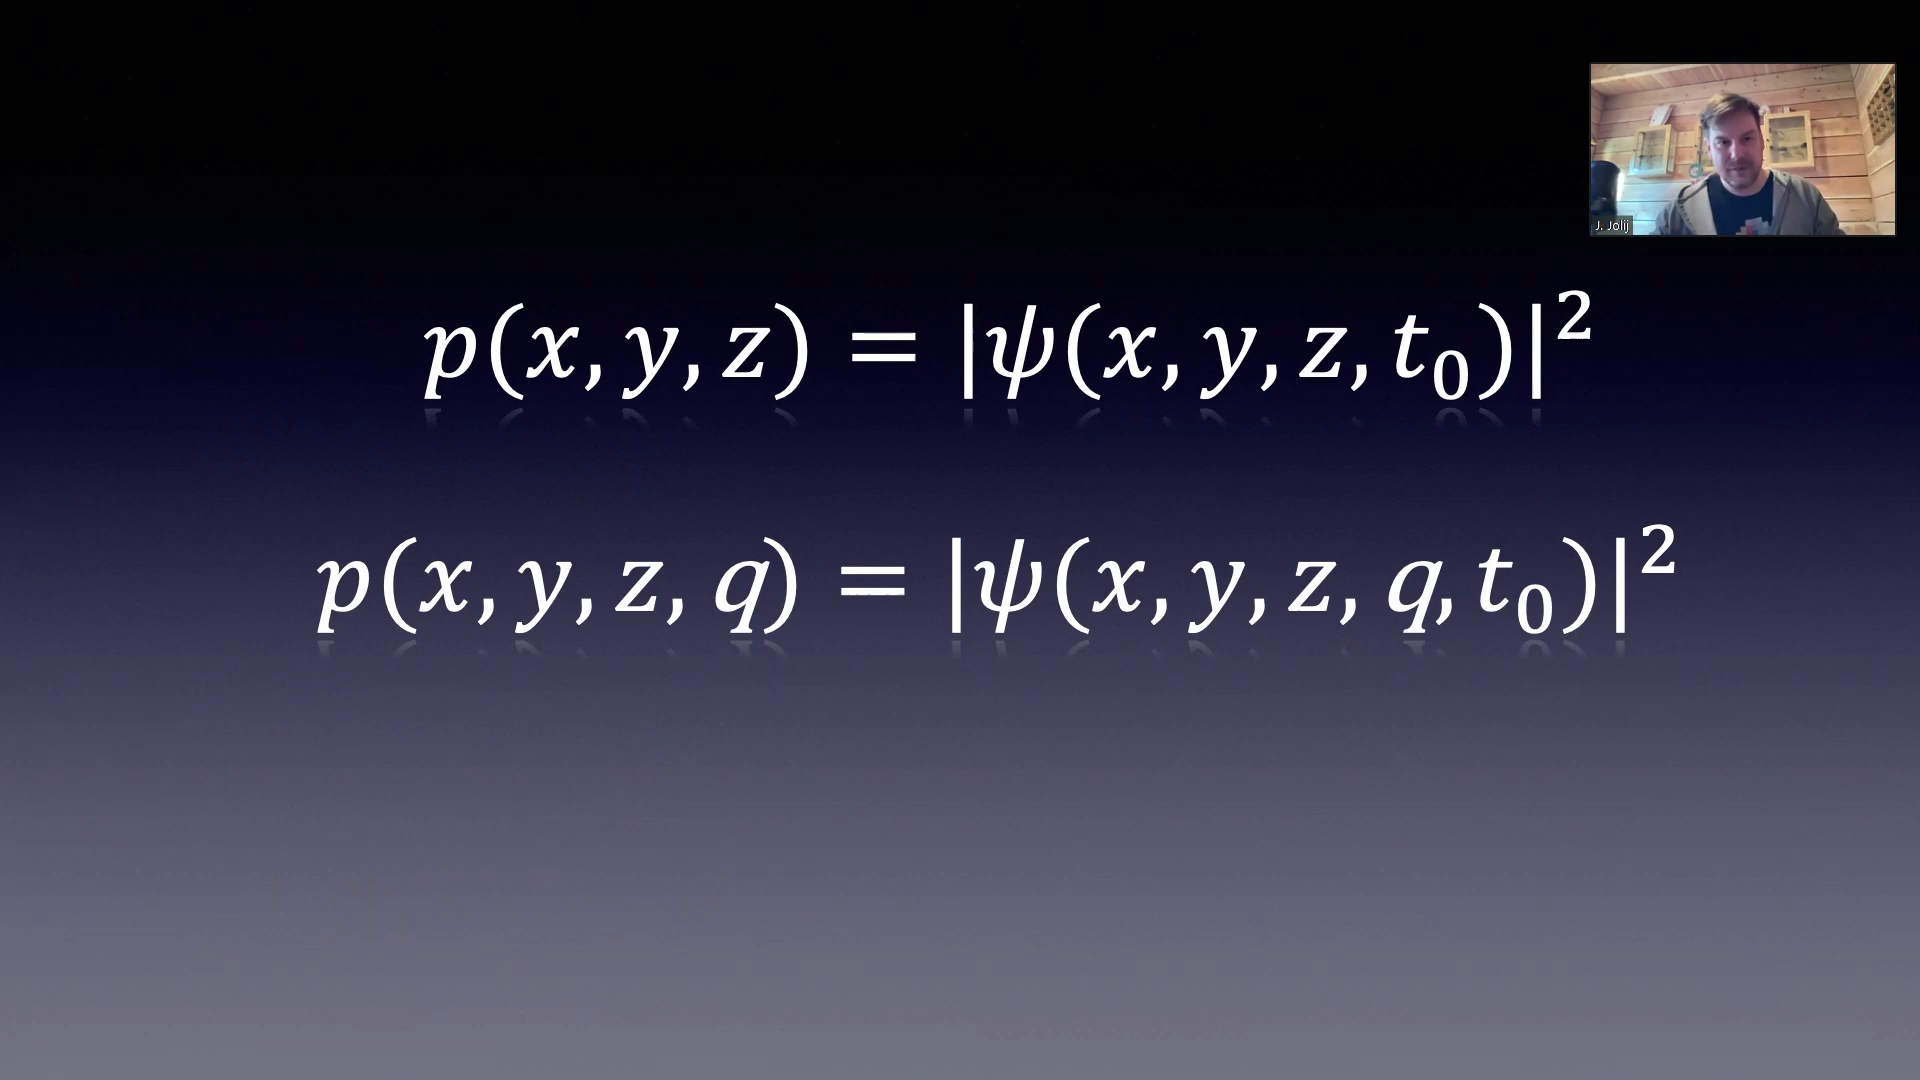 J. Jolij
p(x, y, z) = |ψ(x, y, z, t₀)|²
p(x, y, z, q) = |ψ(x, y, z, q, t₀)|²